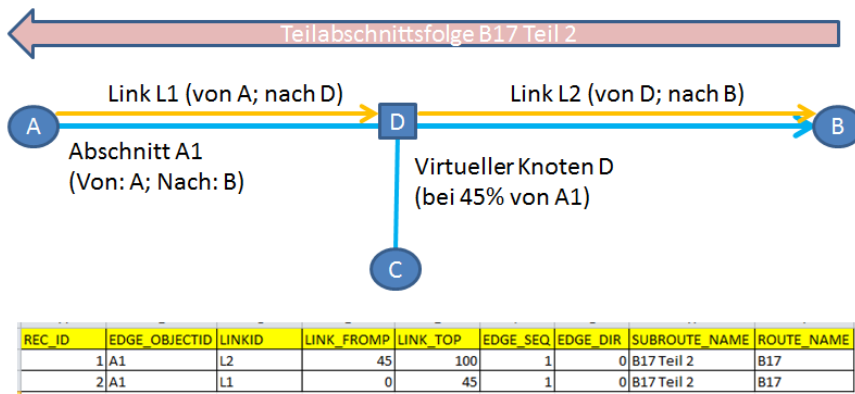 Teilabschnittsfolge B17 Teil 2
Link L1 (von A; nach D)
Link L2 (von D; nach B)
A
D
B
Abschnitt A1
(Von: A; Nach: B)
Virtueller Knoten D
(bei 45% von A1)
C
REC_ID EDGE_OBJECTID LINKID LINK_FROMP LINK_TOP EDGE_SEQ EDGE_DIR SUBROUTE_NAME ROUTE_NAME
1 A1 L2 45 100 1 0 B17 Teil 2 B17
2 A1 L1 0 45 1 0 B17 Teil 2 B17